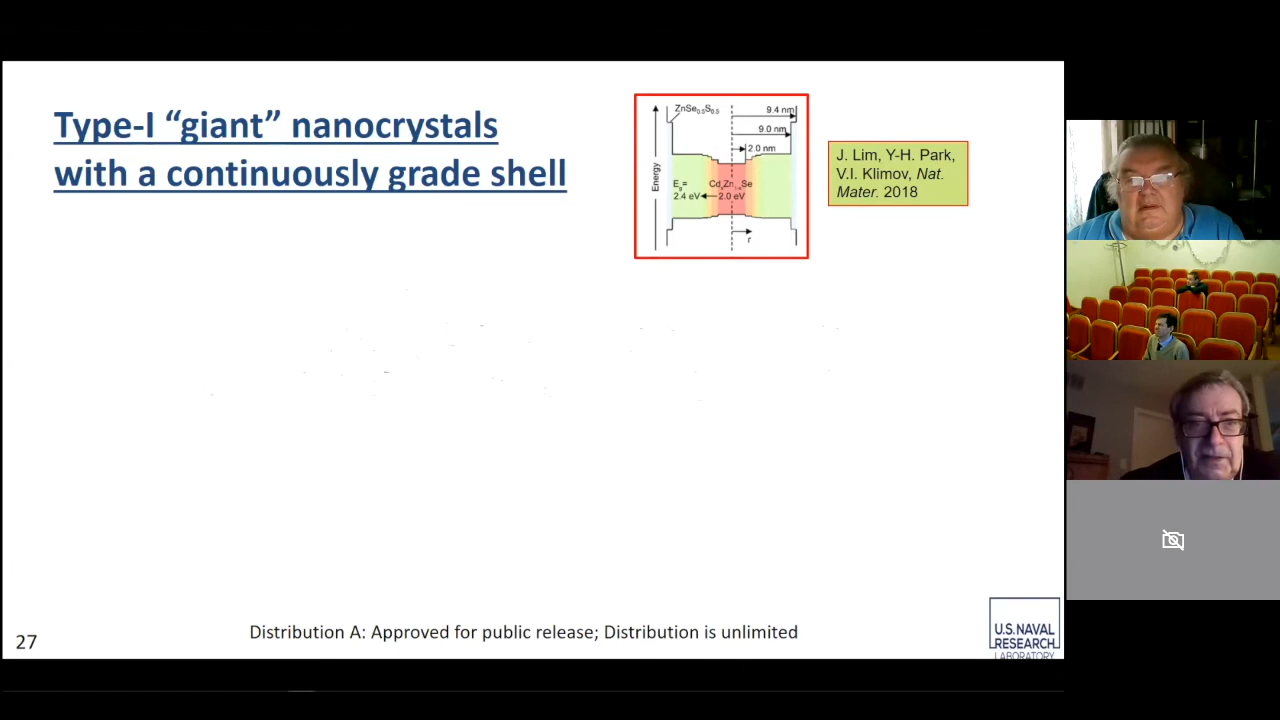 Type-I “giant” nanocrystals
with a continuously grade shell
ZnSe0.5S0.5
9.4 nm
9.0 nm
2.0 nm
Energy
Eg=
2.4 eV
CdxZn1-xSe
2.0 eV
r
J. Lim, Y-H. Park,
V.I. Klimov, Nat.
Mater. 2018
Distribution A: Approved for public release; Distribution is unlimited
27
U.S. NAVAL
RESEARCH
LABORATORY